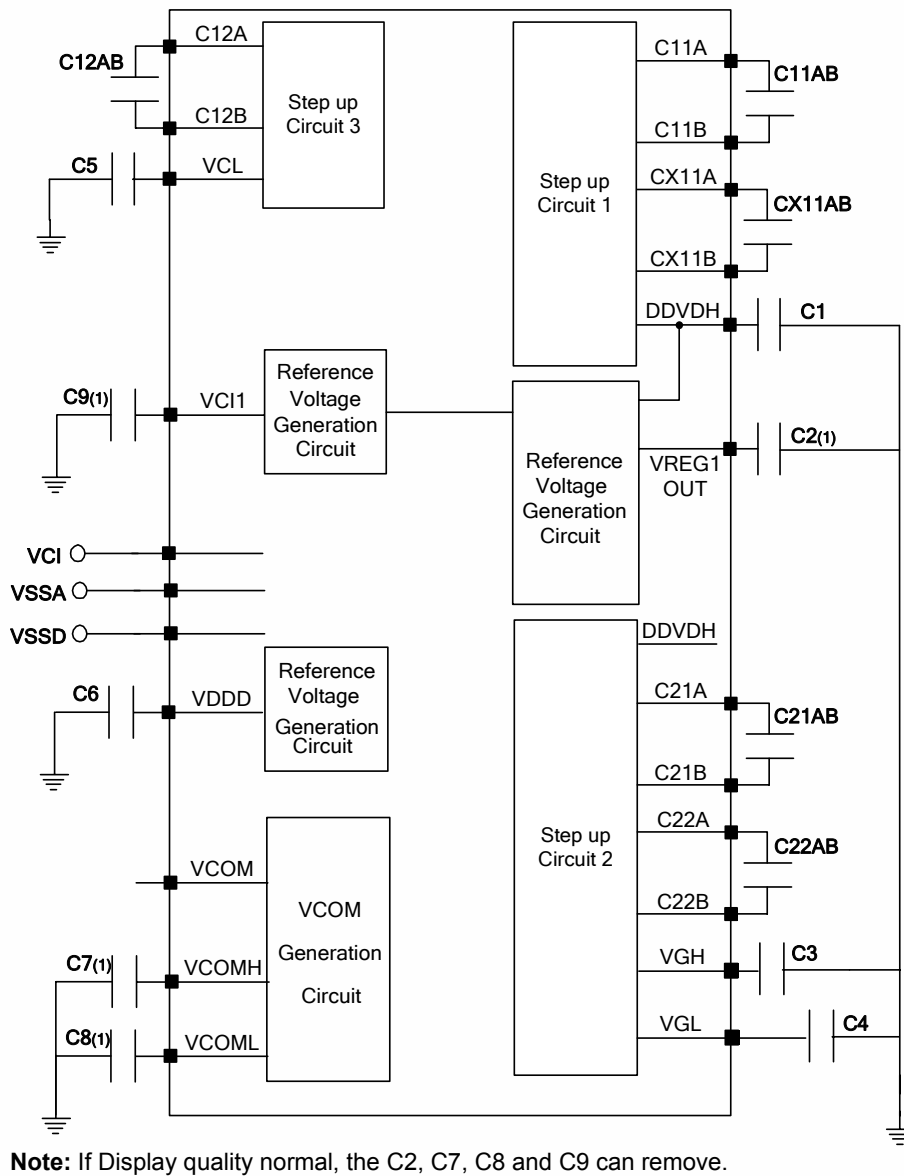 C12A
C12AB
C12B
Step up
Circuit 3
C5
VCL
C11A
C11AB
C11B
Step up
Circuit 1
CX11A
CX11AB
CX11B
DDVDH
C1
C9(1)
VCI1
Reference
Voltage
Generation
Circuit
Reference
Voltage
Generation
Circuit
VREG1
OUT
C2(1)
VCI
VSSA
VSSD
C6
VDDD
Reference
Voltage
Generation
Circuit
DDVDH
C21A
C21AB
C21B
Step up
Circuit 2
C22A
C22AB
C22B
VGH
C3
VGL
C4
VCOM
VCOM
Generation
Circuit
C7(1)
VCOMH
C8(1)
VCOML
Note: If Display quality normal, the C2, C7, C8 and C9 can remove.